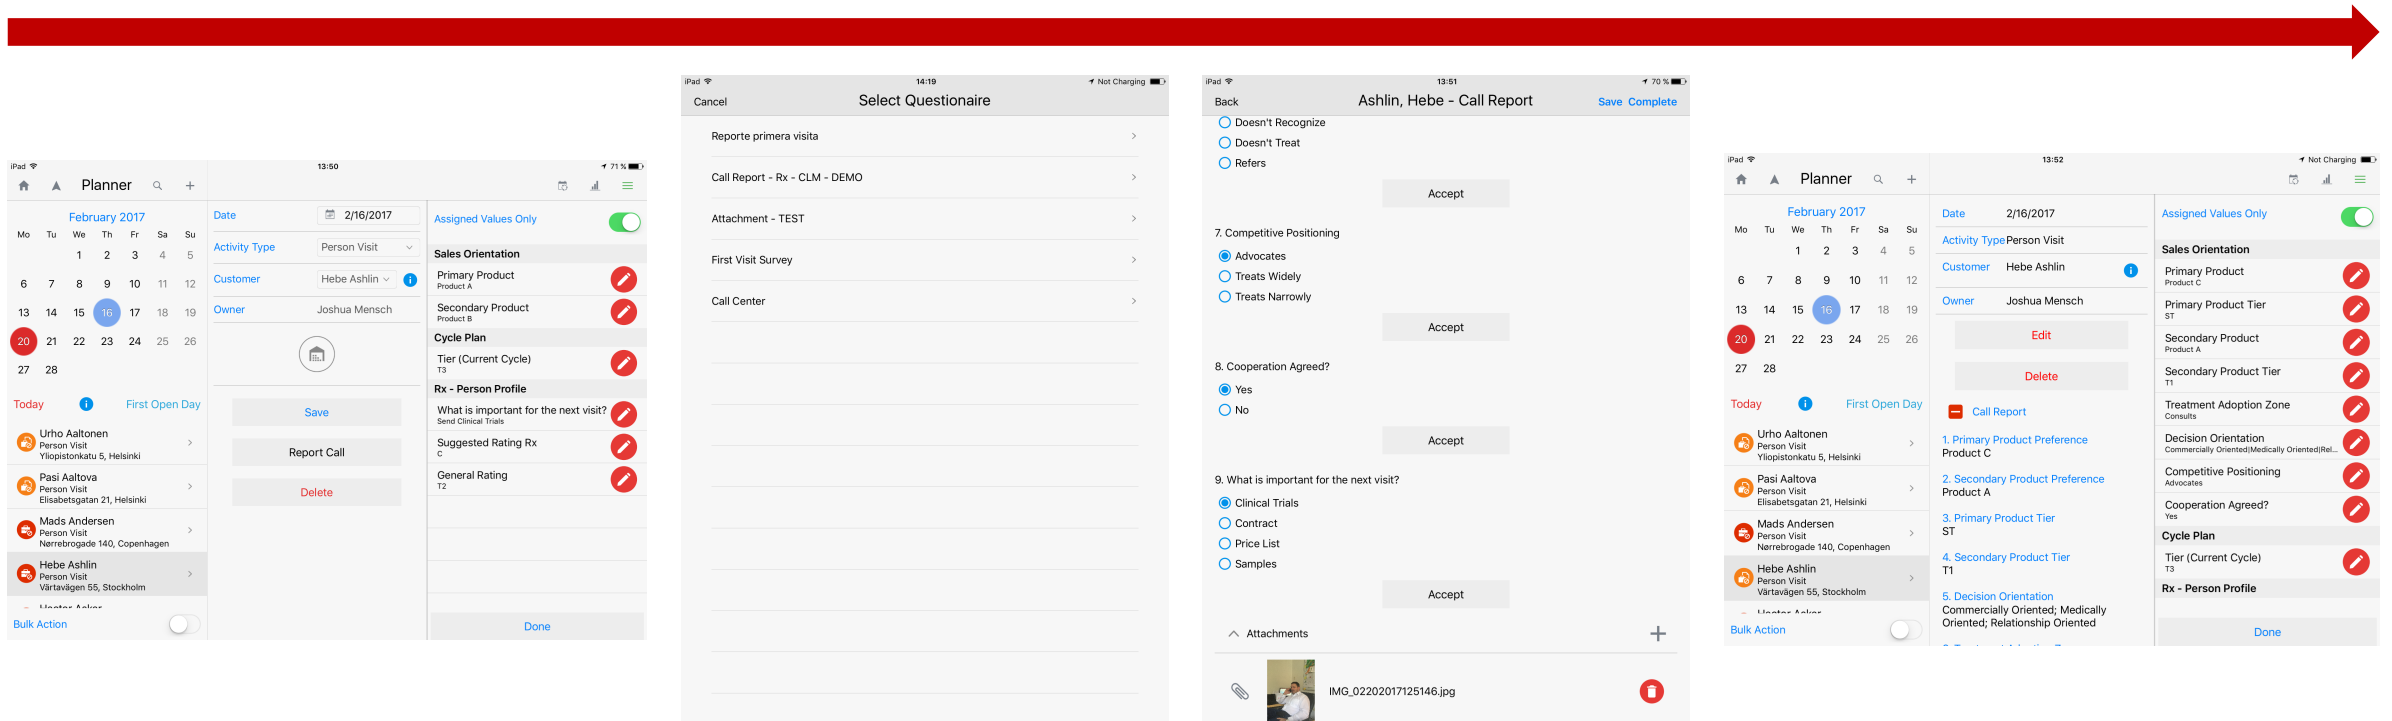 iPad
13:50
71 %
Planner
February 2017
Mo Tu We Th Fr Sa Su
1 2 3 4 5
6 7 8 9 10 11 12
13 14 15 16 17 18 19
20 21 22 23 24 25 26
27 28
Today
First Open Day
Urho Aaltonen
Person Visit
Yliopistonkatu 5, Helsinki
Pasi Aaltova
Person Visit
Elisabetsgatan 21, Helsinki
Mads Andersen
Person Visit
Nørrebrogade 140, Copenhagen
Hebe Ashlin
Person Visit
Värtavägen 55, Stockholm
Bulk Action
Date 2/16/2017
Activity Type Person Visit
Customer Hebe Ashlin
Owner Joshua Mensch
Save
Report Call
Delete
Assigned Values Only
Sales Orientation
Primary Product
Product A
Secondary Product
Product B
Cycle Plan
Tier (Current Cycle)
T3
Rx - Person Profile
What is important for the next visit?
Send Clinical Trials
Suggested Rating Rx
C
General Rating
T2
Done
iPad
14:19
Not Charging
Cancel
Select Questionaire
Reporte primera visita
Call Report - Rx - CLM - DEMO
Attachment - TEST
First Visit Survey
Call Center
iPad
13:51
70 %
Back
Ashlin, Hebe - Call Report
Save Complete
Doesn't Recognize
Doesn't Treat
Refers
Accept
7. Competitive Positioning
Advocates
Treats Widely
Treats Narrowly
Accept
8. Cooperation Agreed?
Yes
No
Accept
9. What is important for the next visit?
Clinical Trials
Contract
Price List
Samples
Accept
Attachments
IMG_02202017125146.jpg
iPad
13:52
Not Charging
Planner
February 2017
Mo Tu We Th Fr Sa Su
1 2 3 4 5
6 7 8 9 10 11 12
13 14 15 16 17 18 19
20 21 22 23 24 25 26
27 28
Today
First Open Day
Urho Aaltonen
Person Visit
Yliopistonkatu 5, Helsinki
Pasi Aaltova
Person Visit
Elisabetsgatan 21, Helsinki
Mads Andersen
Person Visit
Nørrebrogade 140, Copenhagen
Hebe Ashlin
Person Visit
Värtavägen 55, Stockholm
Bulk Action
Date 2/16/2017
Activity Type Person Visit
Customer Hebe Ashlin
Owner Joshua Mensch
Edit
Delete
Call Report
1. Primary Product Preference
Product C
2. Secondary Product Preference
Product A
3. Primary Product Tier
ST
4. Secondary Product Tier
T1
5. Decision Orientation
Commercially Oriented; Medically
Oriented; Relationship Oriented
Assigned Values Only
Sales Orientation
Primary Product
Product C
Primary Product Tier
ST
Secondary Product
Product A
Secondary Product Tier
T1
Treatment Adoption Zone
Consults
Decision Orientation
Commercially Oriented|Medically Oriented|Rel...
Competitive Positioning
Advocates
Cooperation Agreed?
Yes
Cycle Plan
Tier (Current Cycle)
T3
Rx - Person Profile
Done